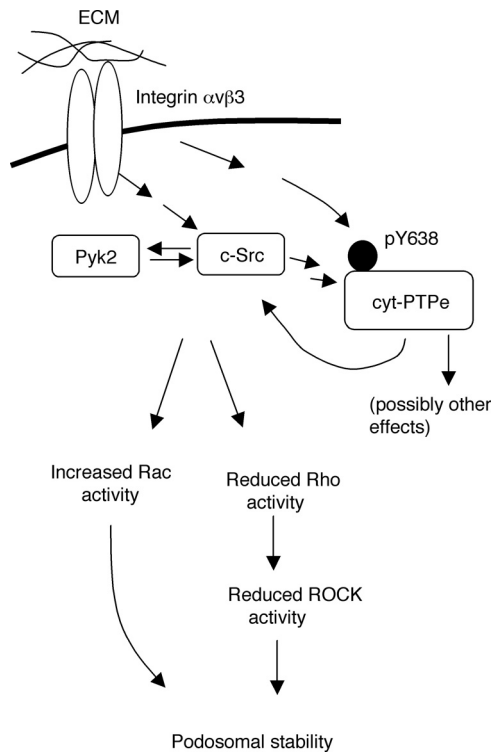 ECM
Integrin αvβ3
pY638
Pyk2
c-Src
cyt-PTPe
(possibly other
effects)
Increased Rac
activity
Reduced Rho
activity
Reduced ROCK
activity
Podosomal stability